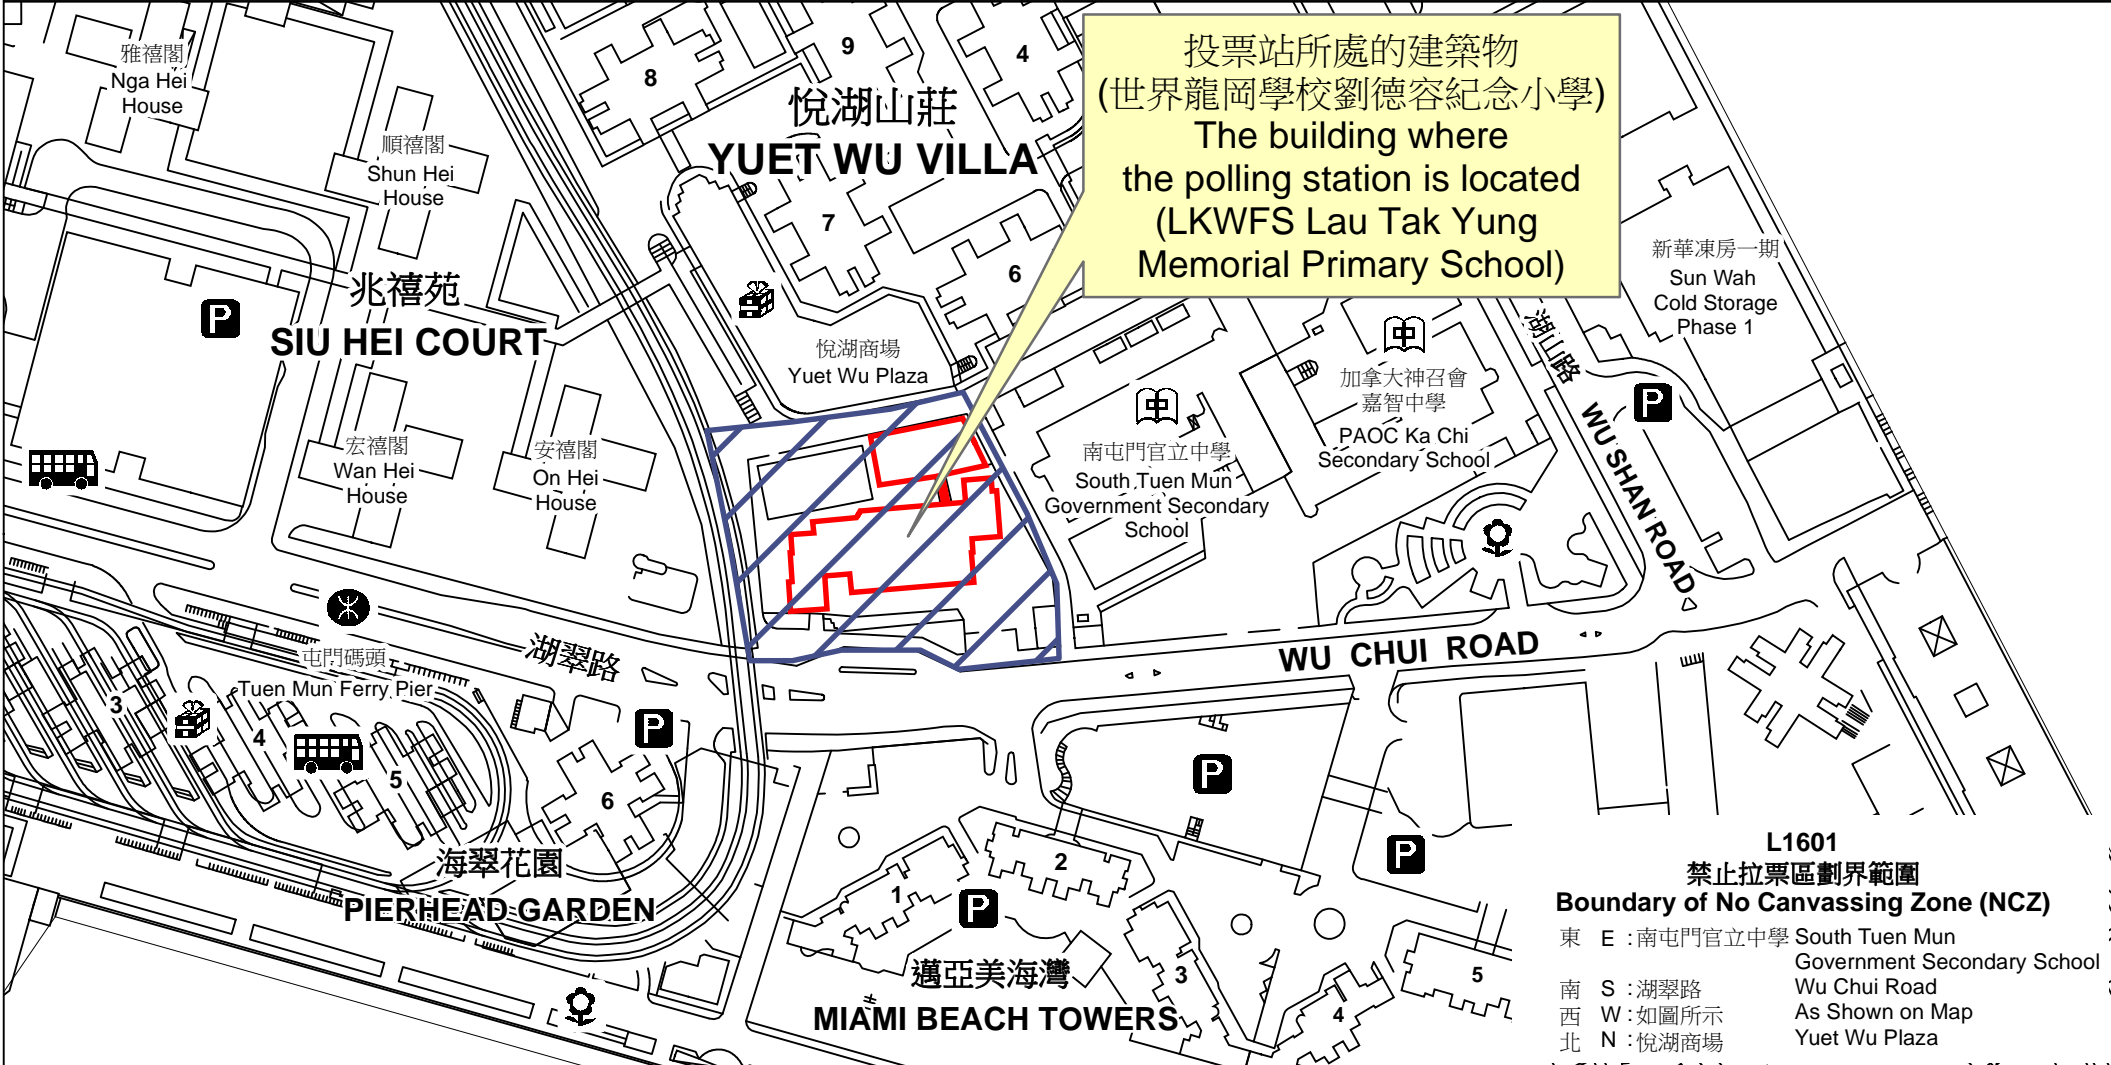 雅禧閣
Nga Hei
House
8
9
4
悅湖山莊
YUET WU VILLA
順禧閣
Shun Hei
House
7
6
投票站所處的建築物
(世界龍岡學校劉德容紀念小學)
The building where
the polling station is located
(LKWFS Lau Tak Yung
Memorial Primary School)
新華凍房一期
Sun Wah
Cold Storage
Phase 1
兆禧苑
SIU HEI COURT
P
悅湖商場
Yuet Wu Plaza
中
加拿大神召會
嘉智中學
PAOC Ka Chi
Secondary School
湖山路
WU SHAN ROAD
P
宏禧閣
Wan Hei
House
安禧閣
On Hei
House
中
南屯門官立中學
South Tuen Mun
Government Secondary
School
屯門碼頭
Tuen Mun Ferry Pier
湖翠路
WU CHUI ROAD
3
4
5
6
P
P
P
海翠花園
PIERHEAD GARDEN
1
2
P
3
4
5
邁亞美海灣
MIAMI BEACH TOWERS
L1601
禁止拉票區劃界範圍
Boundary of No Canvassing Zone (NCZ)
東 E : 南屯門官立中學 South Tuen Mun
Government Secondary School
南 S : 湖翠路 Wu Chui Road
西 W : 如圖所示 As Shown on Map
北 N : 悅湖商場 Yuet Wu Plaza